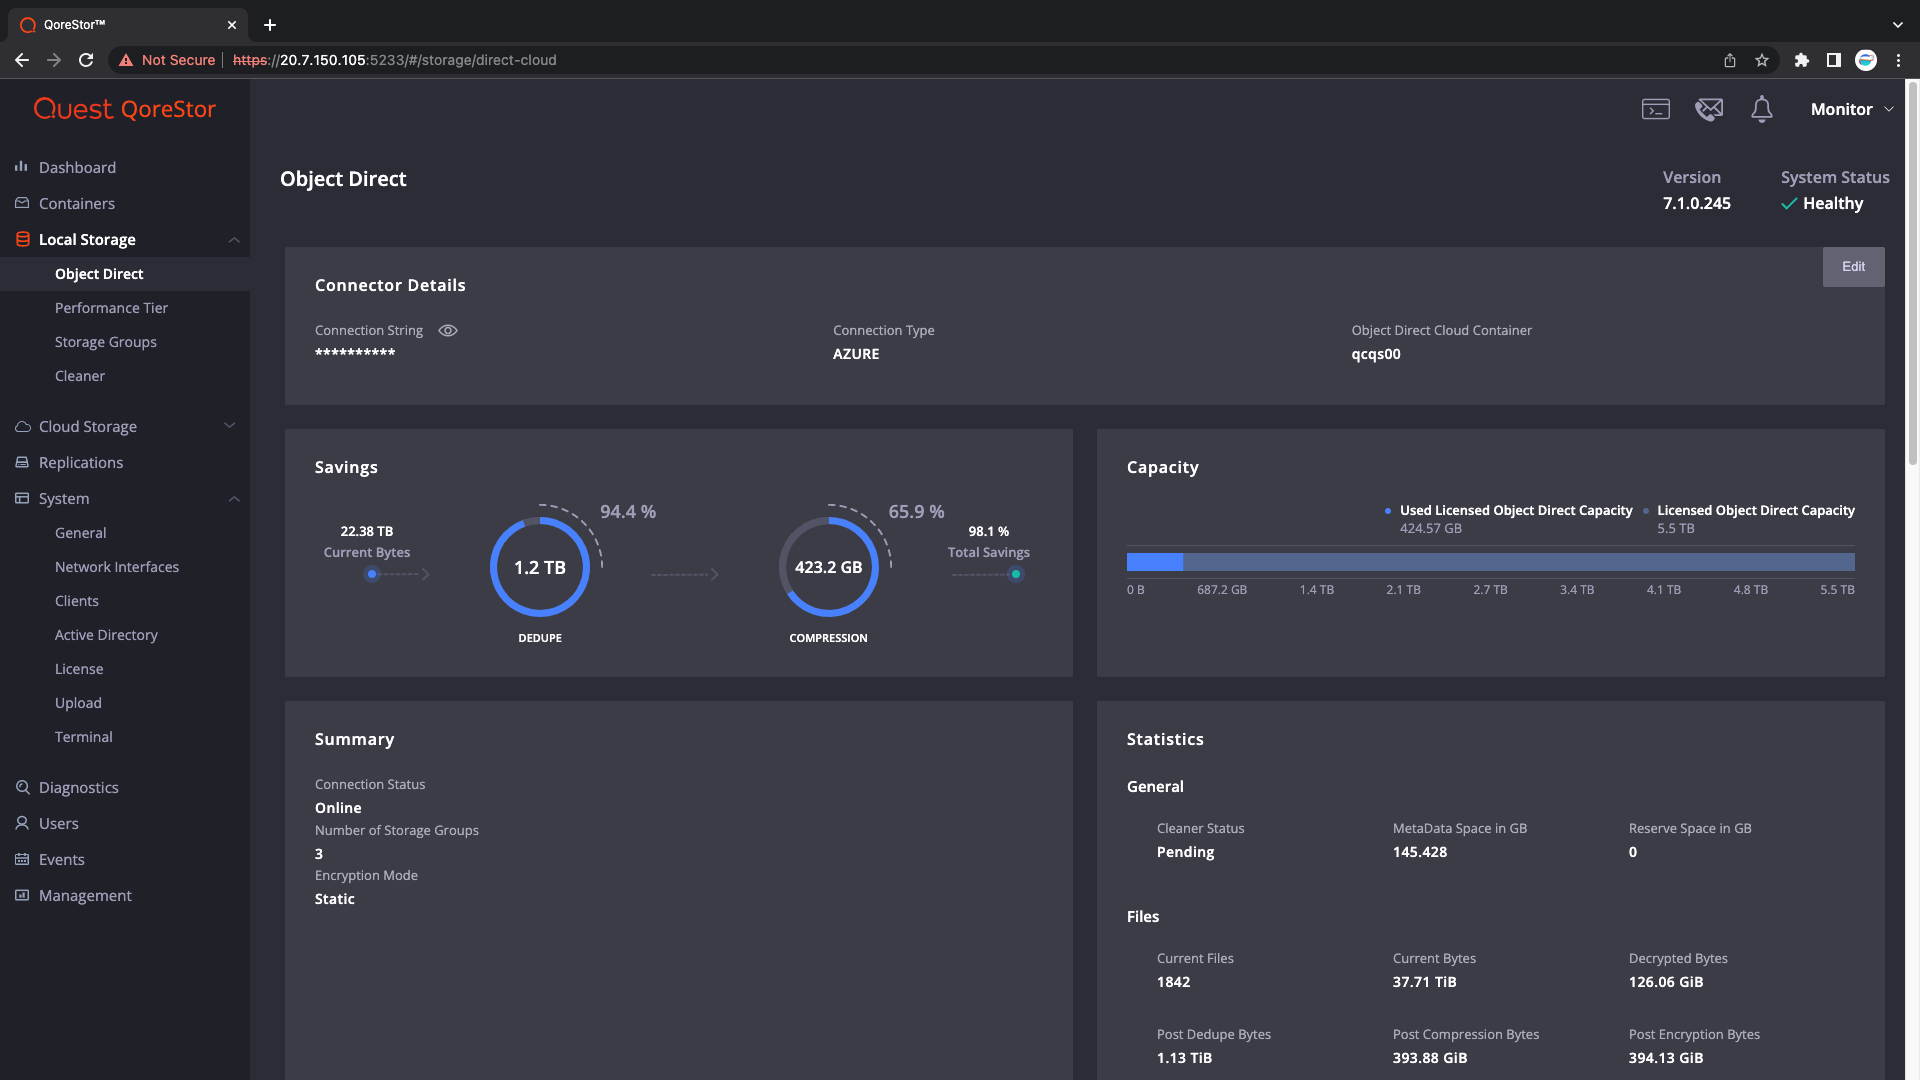 QoreStor™
Not Secure
https://20.7.150.105:5233/#/storage/direct-cloud
Quest QoreStor
Monitor
Dashboard
Containers
Local Storage
Object Direct
Performance Tier
Storage Groups
Cleaner
Cloud Storage
Replications
System
General
Network Interfaces
Clients
Active Directory
License
Upload
Terminal
Diagnostics
Users
Events
Management
Object Direct
Version
7.1.0.245
System Status
Healthy
Connector Details
Edit
Connection String
**********
Connection Type
AZURE
Object Direct Cloud Container
qcqs00
Savings
22.38 TB
Current Bytes
94.4 %
1.2 TB
DEDUPE
65.9 %
423.2 GB
COMPRESSION
98.1 %
Total Savings
Capacity
Used Licensed Object Direct Capacity
424.57 GB
Licensed Object Direct Capacity
5.5 TB
0 B 687.2 GB 1.4 TB 2.1 TB 2.7 TB 3.4 TB 4.1 TB 4.8 TB 5.5 TB
Summary
Connection Status
Online
Number of Storage Groups
3
Encryption Mode
Static
Statistics
General
Cleaner Status
Pending
MetaData Space in GB
145.428
Reserve Space in GB
0
Files
Current Files
1842
Current Bytes
37.71 TiB
Decrypted Bytes
126.06 GiB
Post Dedupe Bytes
1.13 TiB
Post Compression Bytes
393.88 GiB
Post Encryption Bytes
394.13 GiB